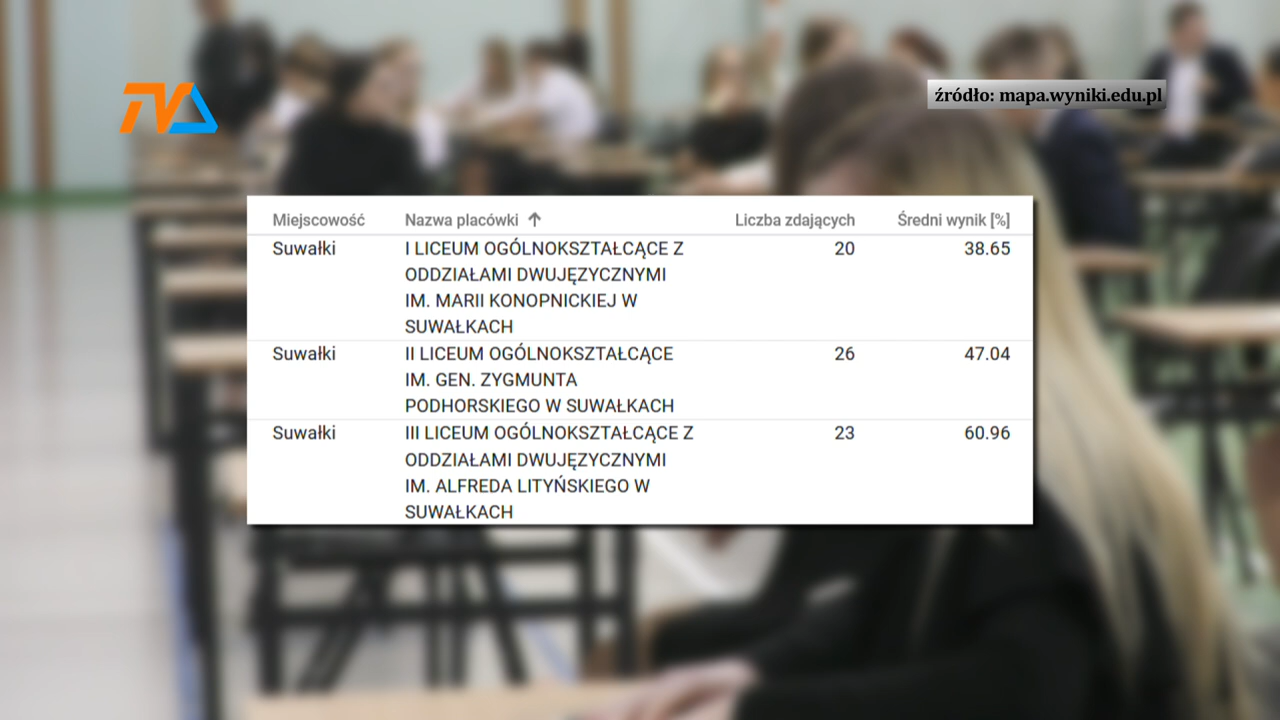 TVA
źródło: mapa.wyniki.edu.pl
Miejscowość Nazwa placówki ↑ Liczba zdających Średni wynik [%]
Suwałki I LICEUM OGÓLNOKSZTAŁCĄCE Z 20 38.65
ODDZIAŁAMI DWUJĘZYCZNYMI
IM. MARII KONOPNICKIEJ W
SUWAŁKACH
Suwałki II LICEUM OGÓLNOKSZTAŁCĄCE 26 47.04
IM. GEN. ZYGMUNTA
PODHORSKIEGO W SUWAŁKACH
Suwałki III LICEUM OGÓLNOKSZTAŁCĄCE Z 23 60.96
ODDZIAŁAMI DWUJĘZYCZNYMI
IM. ALFREDA LITYŃSKIEGO W
SUWAŁKACH